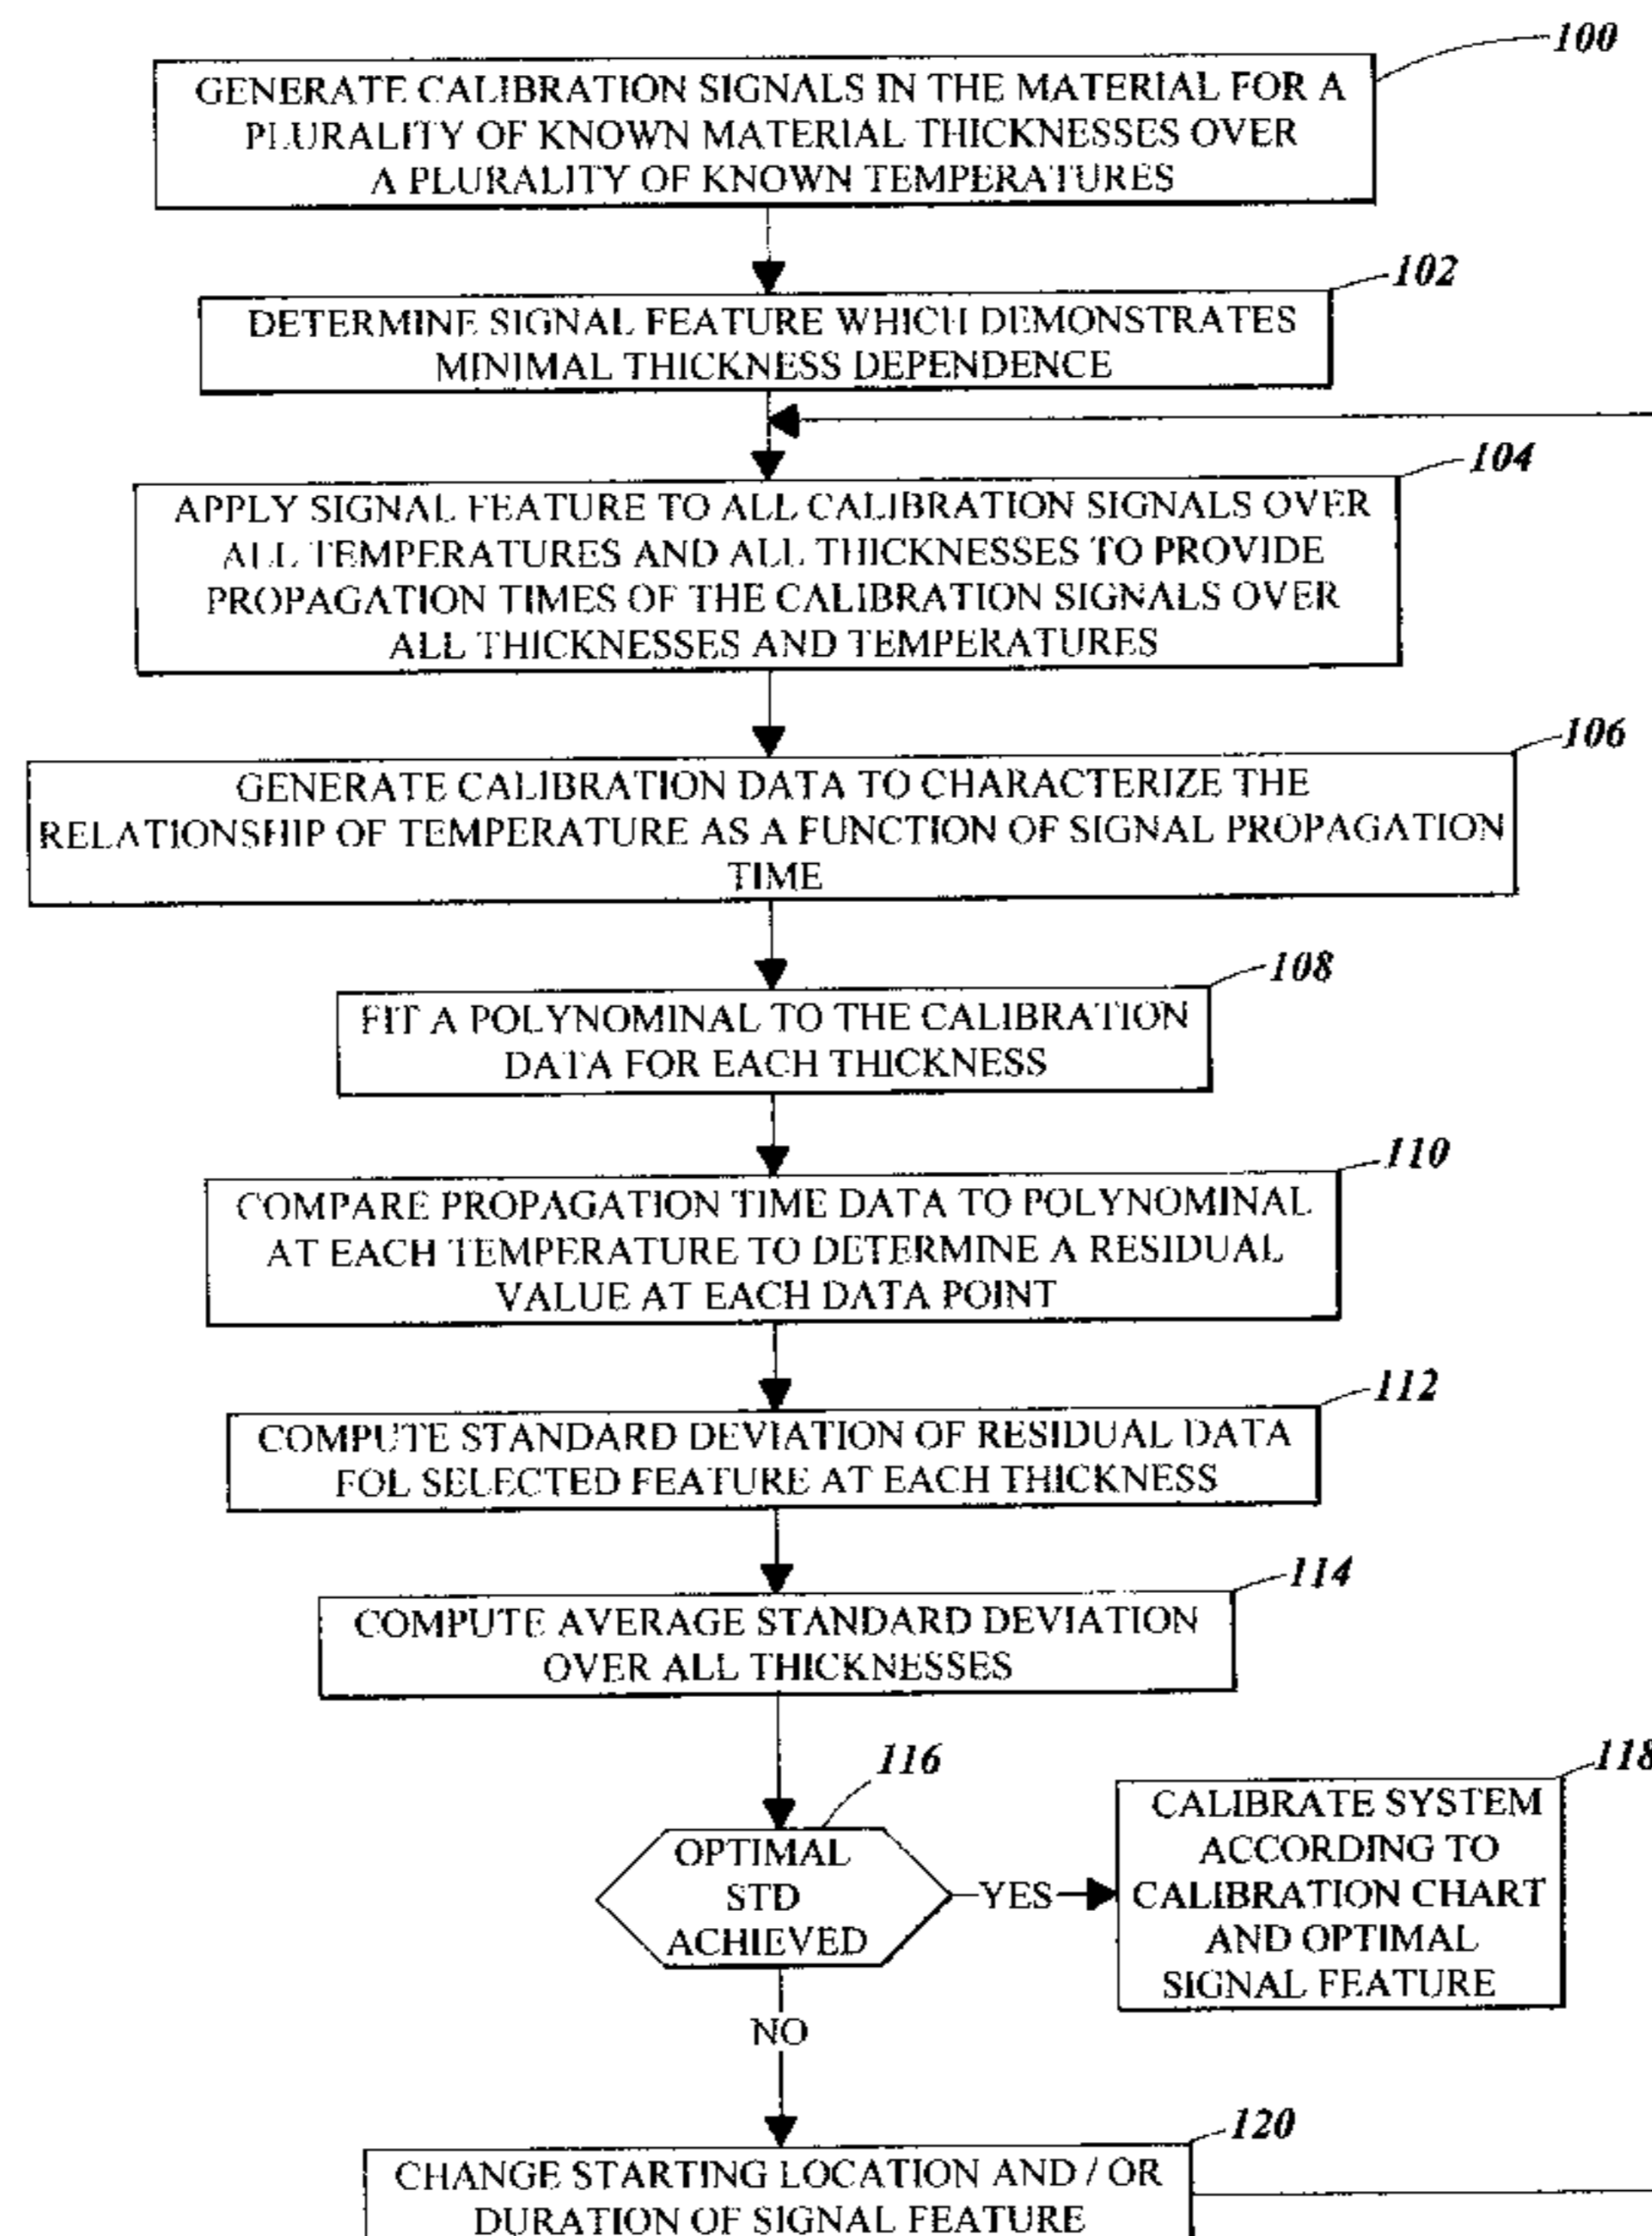 100
GENERATE CALIBRATION SIGNALS IN THE MATERIAL FOR A
PLURALITY OF KNOWN MATERIAL THICKNESSES OVER
A PLURALITY OF KNOWN TEMPERATURES
102
DETERMINE SIGNAL FEATURE WHICH DEMONSTRATES
MINIMAL THICKNESS DEPENDENCE
104
APPLY SIGNAL FEATURE TO ALL CALIBRATION SIGNALS OVER
ALL TEMPERATURES AND ALL THICKNESSES TO PROVIDE
PROPAGATION TIMES OF THE CALIBRATION SIGNALS OVER
ALL THICKNESSES AND TEMPERATURES
106
GENERATE CALIBRATION DATA TO CHARACTERIZE THE
RELATIONSHIP OF TEMPERATURE AS A FUNCTION OF SIGNAL PROPAGATION
TIME
108
FIT A POLYNOMINAL TO THE CALIBRATION
DATA FOR EACH THICKNESS
110
COMPARE PROPAGATION TIME DATA TO POLYNOMINAL
AT EACH TEMPERATURE TO DETERMINE A RESIDUAL
VALUE AT EACH DATA POINT
112
COMPUTE STANDARD DEVIATION OF RESIDUAL DATA
FOL SELECTED FEATURE AT EACH THICKNESS
114
COMPUTE AVERAGE STANDARD DEVIATION
OVER ALL THICKNESSES
116
OPTIMAL
STD
ACHIEVED
YES
118
CALIBRATE SYSTEM
ACCORDING TO
CALIBRATION CHART
AND OPTIMAL
SIGNAL FEATURE
NO
120
CHANGE STARTING LOCATION AND / OR
DURATION OF SIGNAL FEATURE